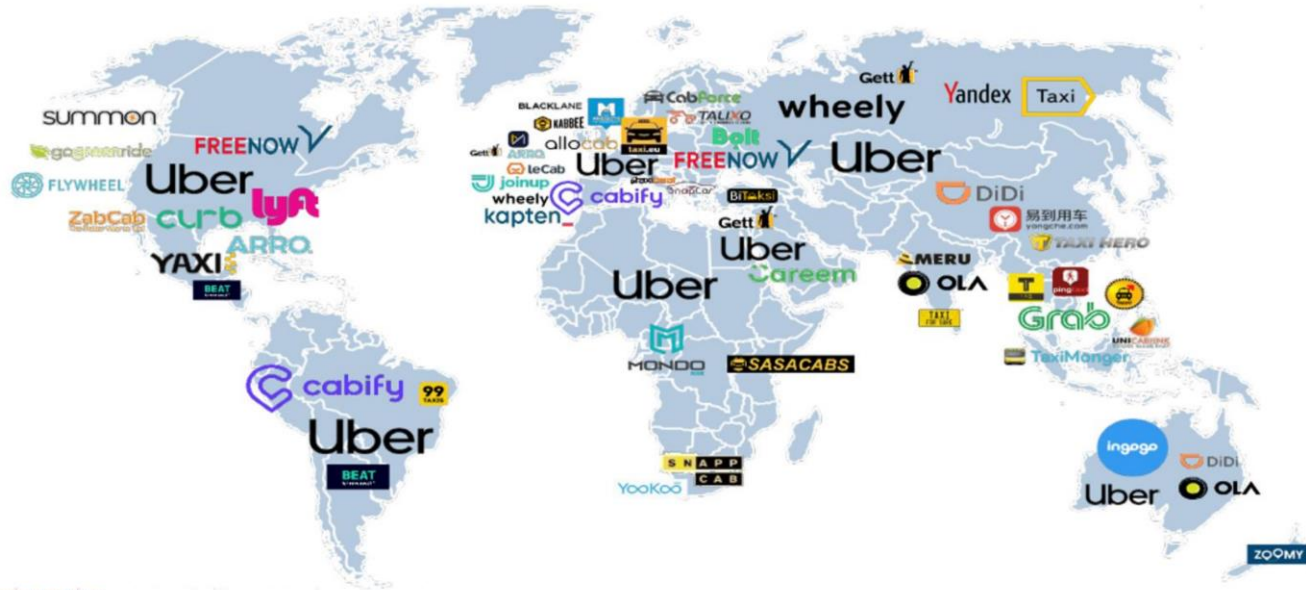 summon
gogreenride
FREENOW
FLYWHEEL
Uber
lyft
ZabCab
curb
ARRO
YAXI
BEAT
cabify
99
TAXIS
Uber
BEAT
BLACKLANE
KABBEE
CabForce
TALIXO
Bolt
allocab
taxi.eu
Gett
ARRO
LeCab
Uber
FREENOW
joinup
wheely
cabify
kapten_
BiTaksi
Gett
Uber
Careem
Uber
MONDO
SASACABS
SNAPP
CAB
YooKoo
Gett
wheely
Yandex
Taxi
Uber
DiDi
易到用车
yongche.com
TAXI HERO
MERU
OLA
TAXI
FOR SURE
T
Grab
UNICABLINK
TaxiMonger
ingogo
DiDi
Uber
OLA
ZOOMY